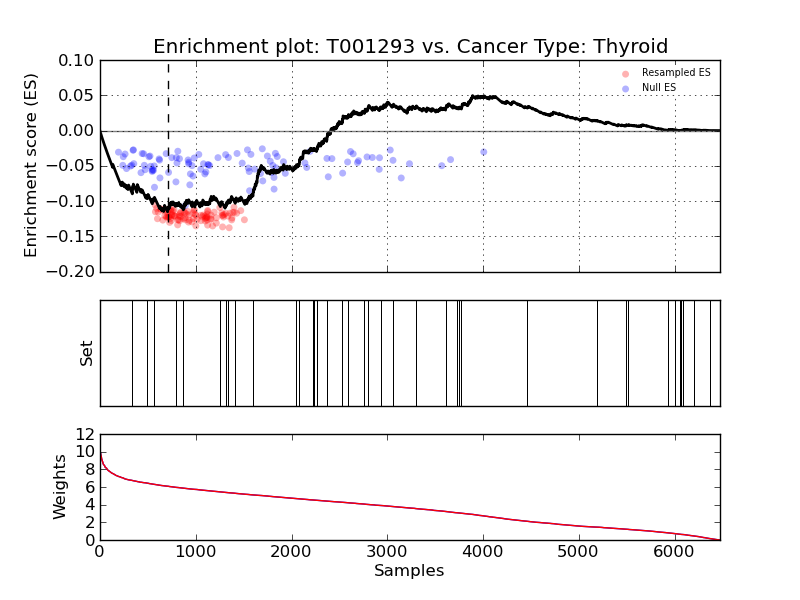 Enrichment plot: T001293 vs. Cancer Type: Thyroid
Enrichment score (ES)
0.10
0.05
0.00
−0.05
−0.10
−0.15
−0.20
Resampled ES
Null ES
Set
Weights
12
10
8
6
4
2
0
0 1000 2000 3000 4000 5000 6000
Samples